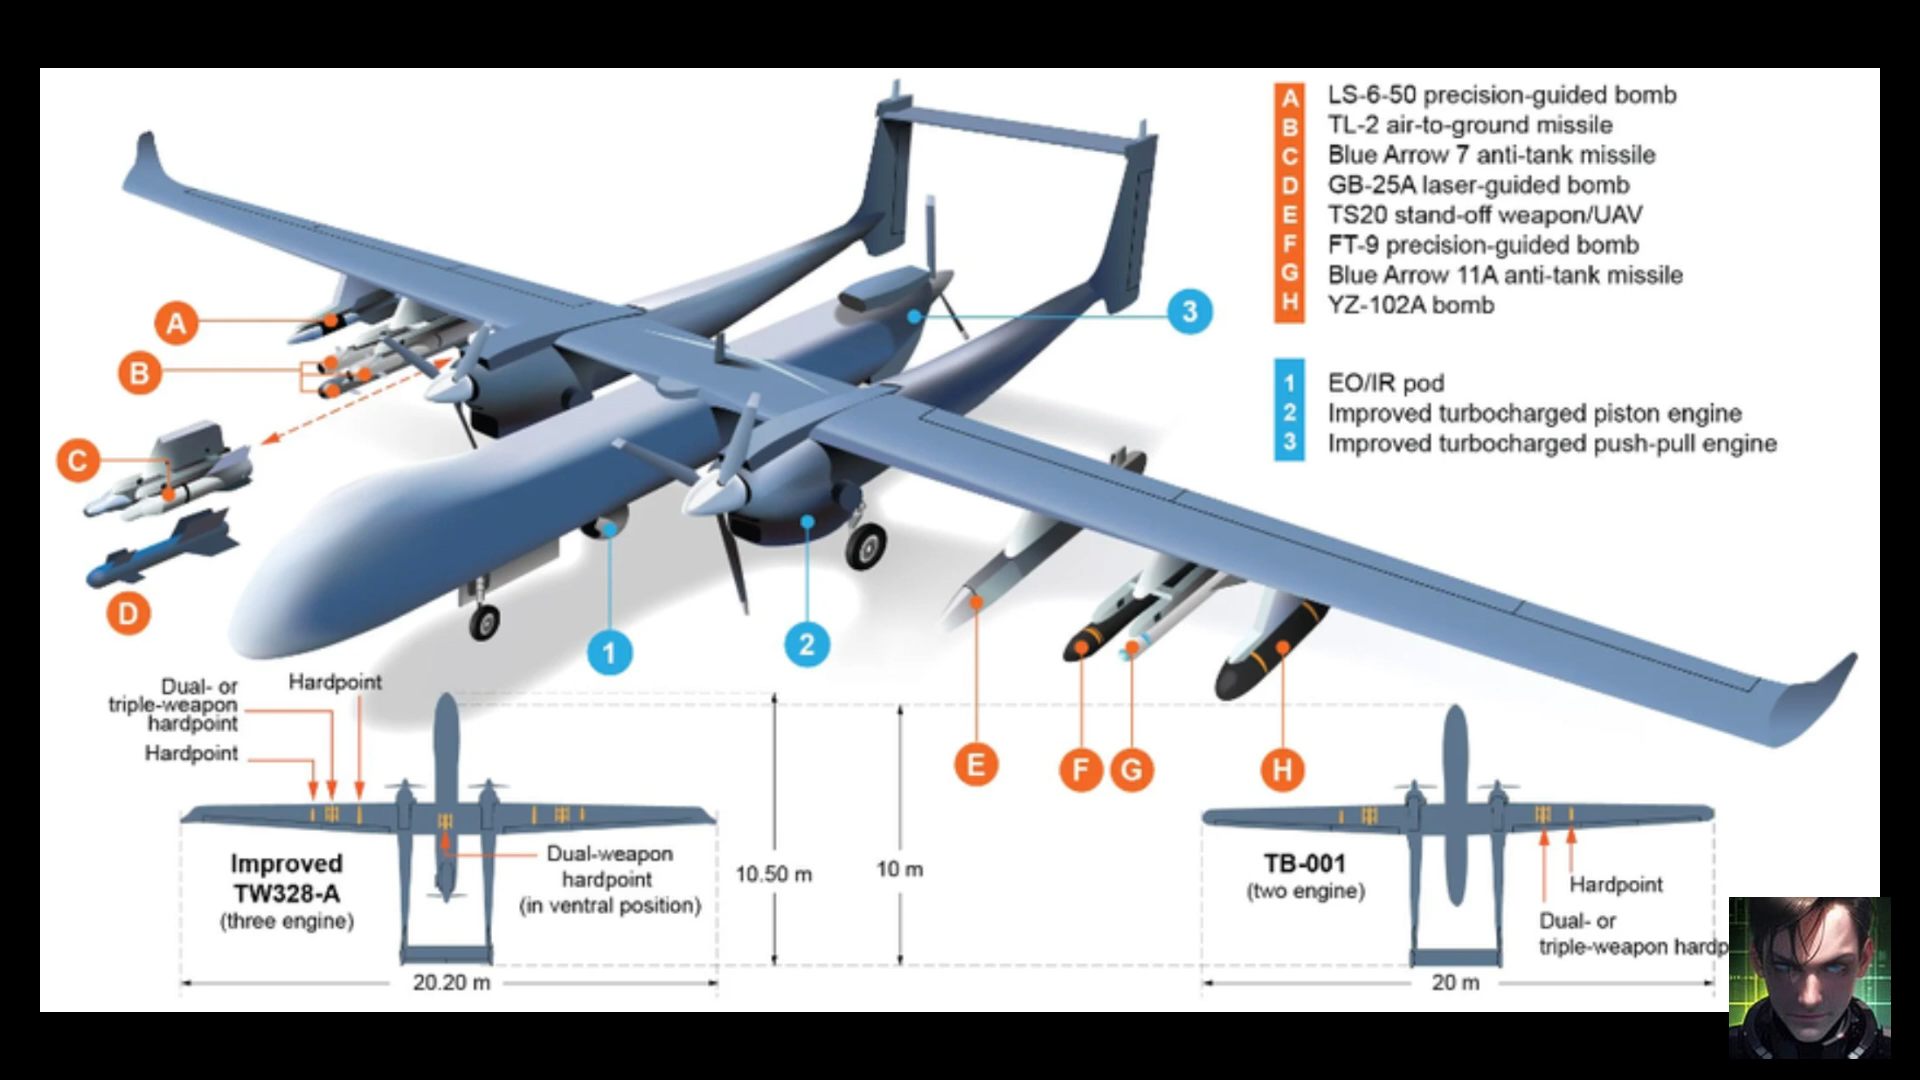 A LS-6-50 precision-guided bomb
B TL-2 air-to-ground missile
C Blue Arrow 7 anti-tank missile
D GB-25A laser-guided bomb
E TS20 stand-off weapon/UAV
F FT-9 precision-guided bomb
G Blue Arrow 11A anti-tank missile
H YZ-102A bomb
1 EO/IR pod
2 Improved turbocharged piston engine
3 Improved turbocharged push-pull engine
A
B
C
D
3
1
2
E
F
G
H
Dual- or
triple-weapon
hardpoint
Hardpoint
Hardpoint
Improved
TW328-A
(three engine)
Dual-weapon
hardpoint
(in ventral position)
20.20 m
10.50 m
10 m
TB-001
(two engine)
Hardpoint
Dual- or
triple-weapon hardp
20 m